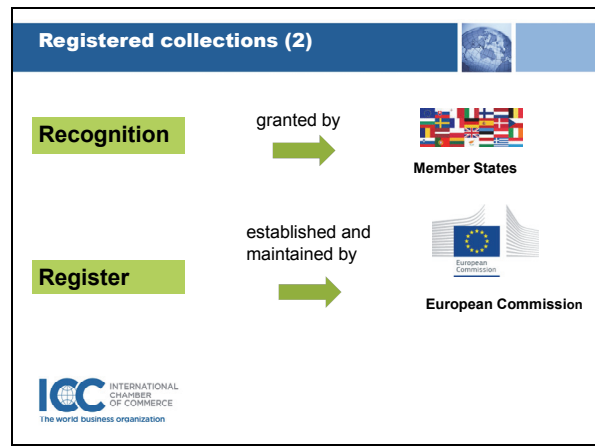 Registered collections (2)
Recognition
granted by
Member States
established and
maintained by
Register
European
Commission
European Commission
ICC
INTERNATIONAL
CHAMBER
OF COMMERCE
The world business organization